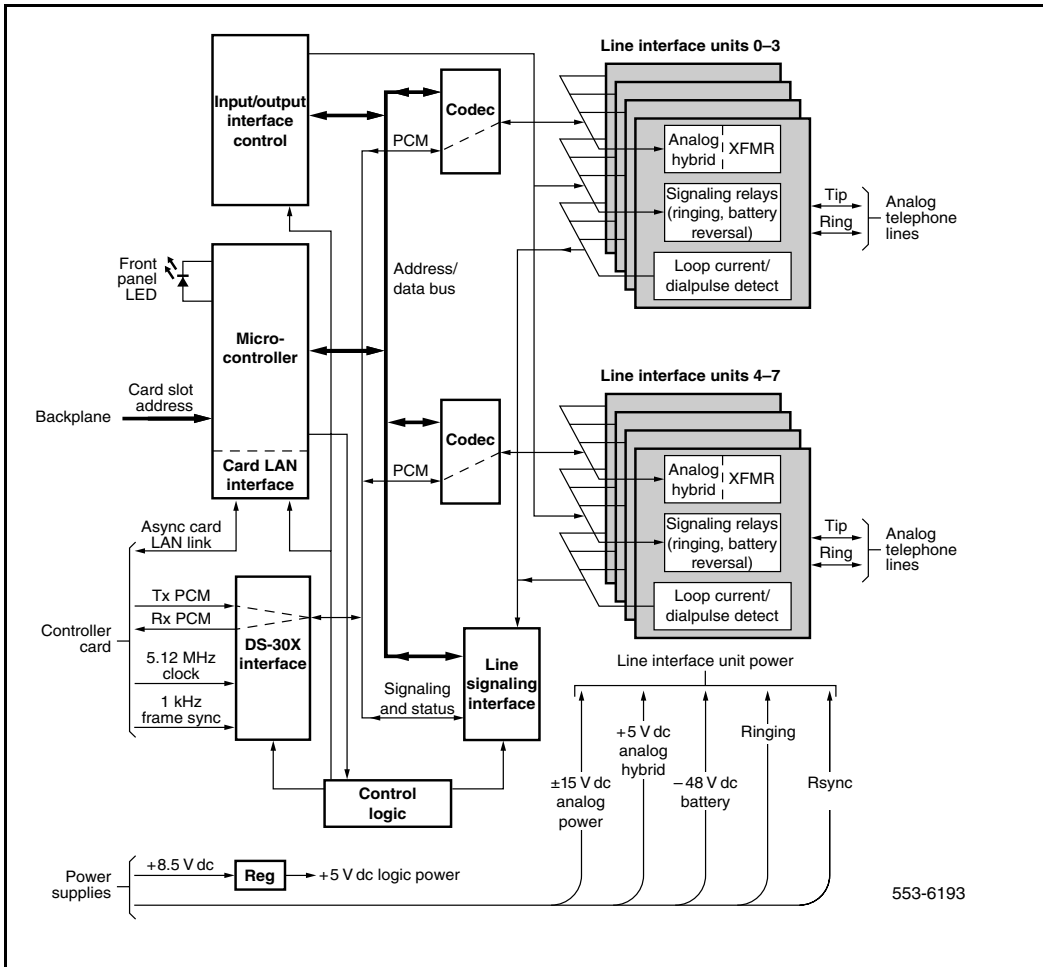 Line interface units 0–3
Input/output
interface
control
Codec
PCM
Analog
hybrid
XFMR
Signaling relays
(ringing, battery
reversal)
Loop current/
dialpulse detect
Tip
Ring
Analog
telephone
lines
Front
panel
LED
Address/
data bus
Micro-
controller
Card slot
address
Backplane
Card LAN
interface
Line interface units 4–7
Codec
PCM
Analog
hybrid
XFMR
Signaling relays
(ringing, battery
reversal)
Loop current/
dialpulse detect
Tip
Ring
Analog
telephone
lines
Async card
LAN link
Tx PCM
Rx PCM
Controller
card
5.12 MHz
clock
1 kHz
frame sync
DS-30X
interface
Signaling
and status
Line
signaling
interface
Control
logic
Line interface unit power
±15 V dc
analog
power
+5 V dc
analog
hybrid
−48 V dc
battery
Ringing
Rsync
Power
supplies
+8.5 V dc
Reg
+5 V dc logic power
553-6193